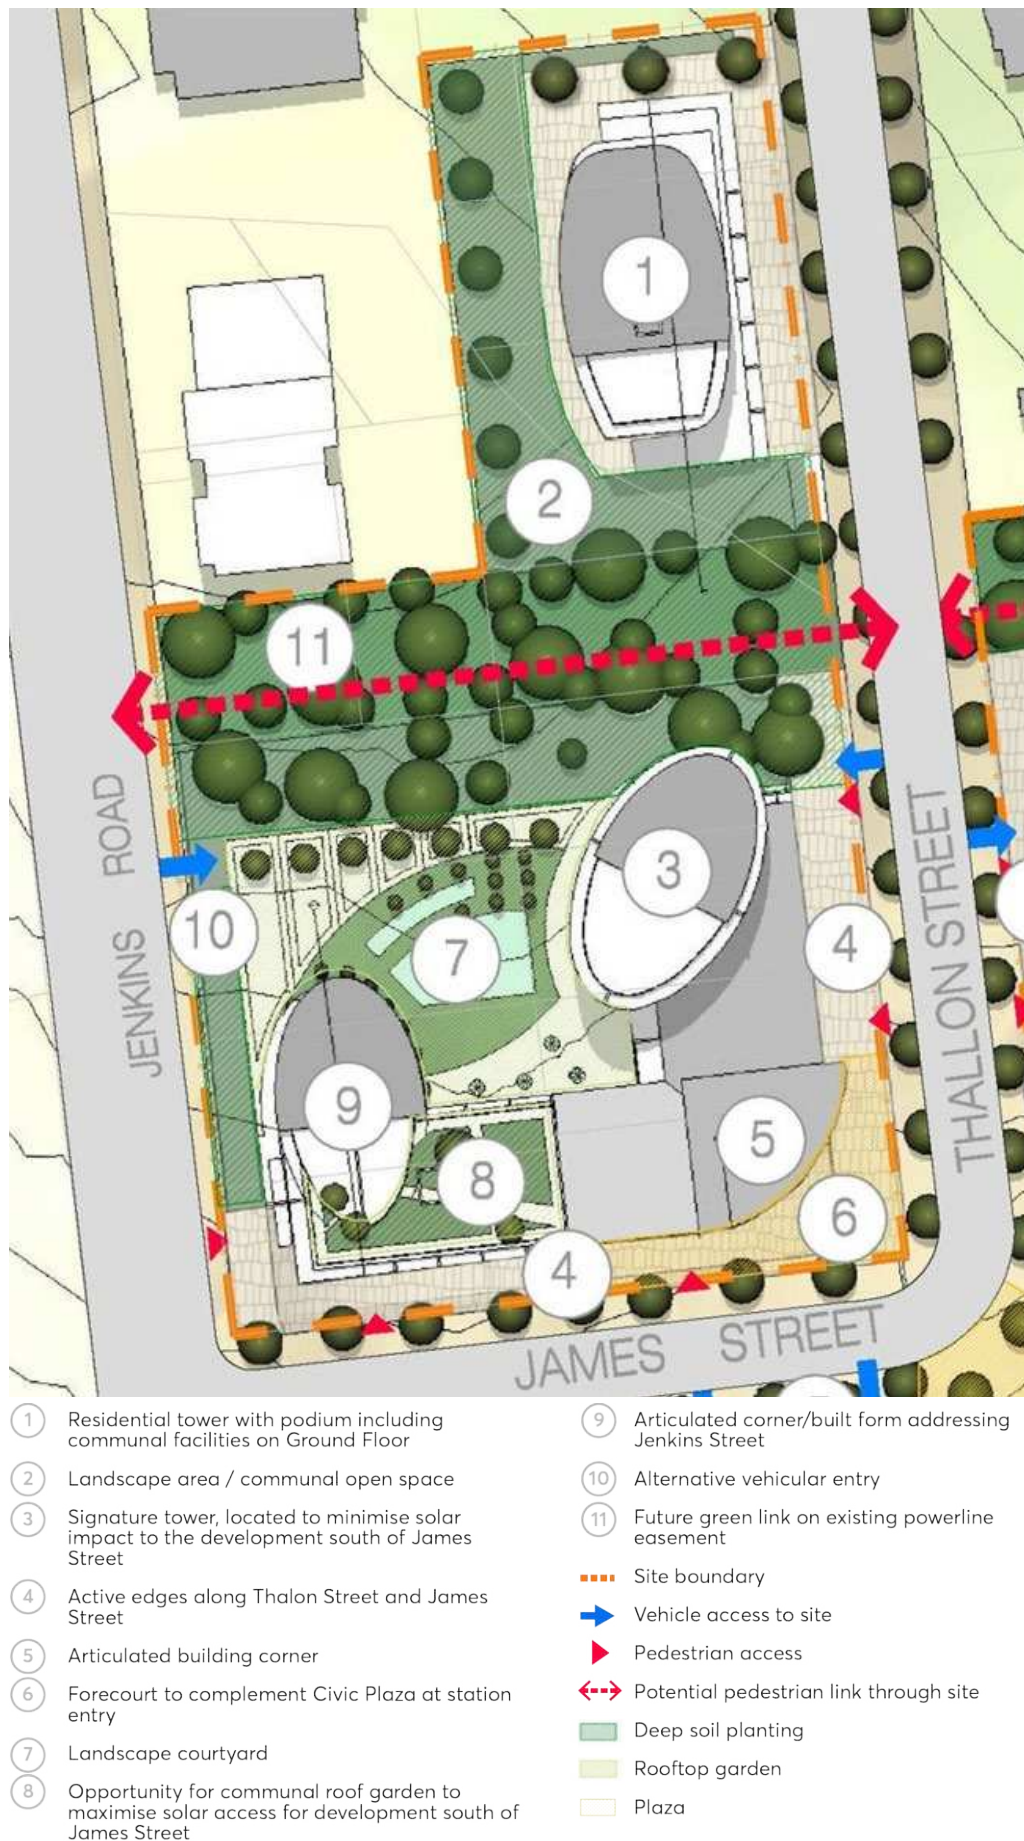 1
2
11
3
10
7
4
9
5
8
6
4
JENKINS ROAD
THALLON STREET
JAMES STREET
1 Residential tower with podium including
communal facilities on Ground Floor
2 Landscape area / communal open space
3 Signature tower, located to minimise solar
impact to the development south of James
Street
4 Active edges along Thalon Street and James
Street
5 Articulated building corner
6 Forecourt to complement Civic Plaza at station
entry
7 Landscape courtyard
8 Opportunity for communal roof garden to
maximise solar access for development south of
James Street
9 Articulated corner/built form addressing
Jenkins Street
10 Alternative vehicular entry
11 Future green link on existing powerline
easement
Site boundary
Vehicle access to site
Pedestrian access
Potential pedestrian link through site
Deep soil planting
Rooftop garden
Plaza